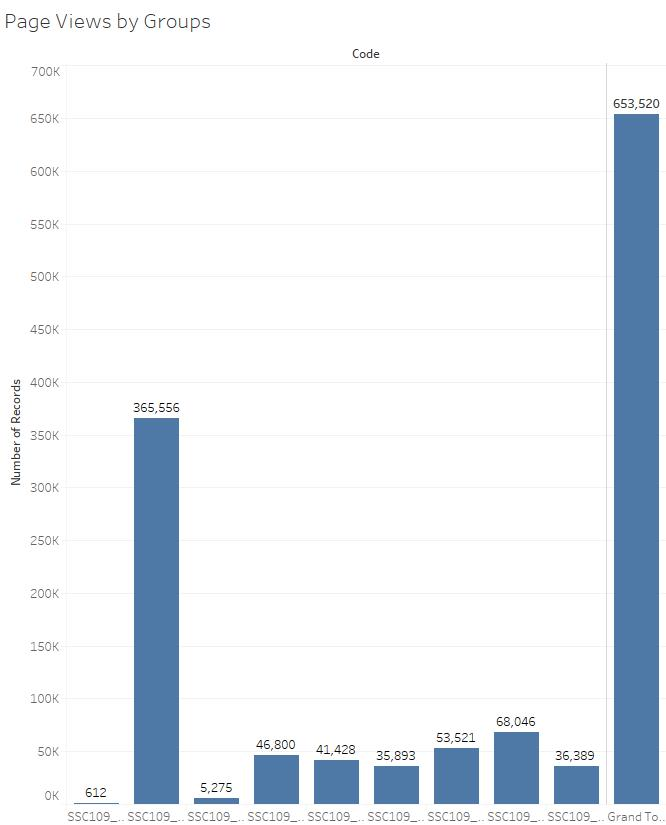 Page Views by Groups
Code
700K
650K
600K
550K
500K
450K
400K
350K
300K
250K
200K
150K
100K
50K
0K
Number of Records
612
365,556
5,275
46,800
41,428
35,893
53,521
68,046
36,389
653,520
SSC109_.. SSC109_.. SSC109_.. SSC109_.. SSC109_.. SSC109_.. SSC109_.. SSC109_.. SSC109_.. Grand To..